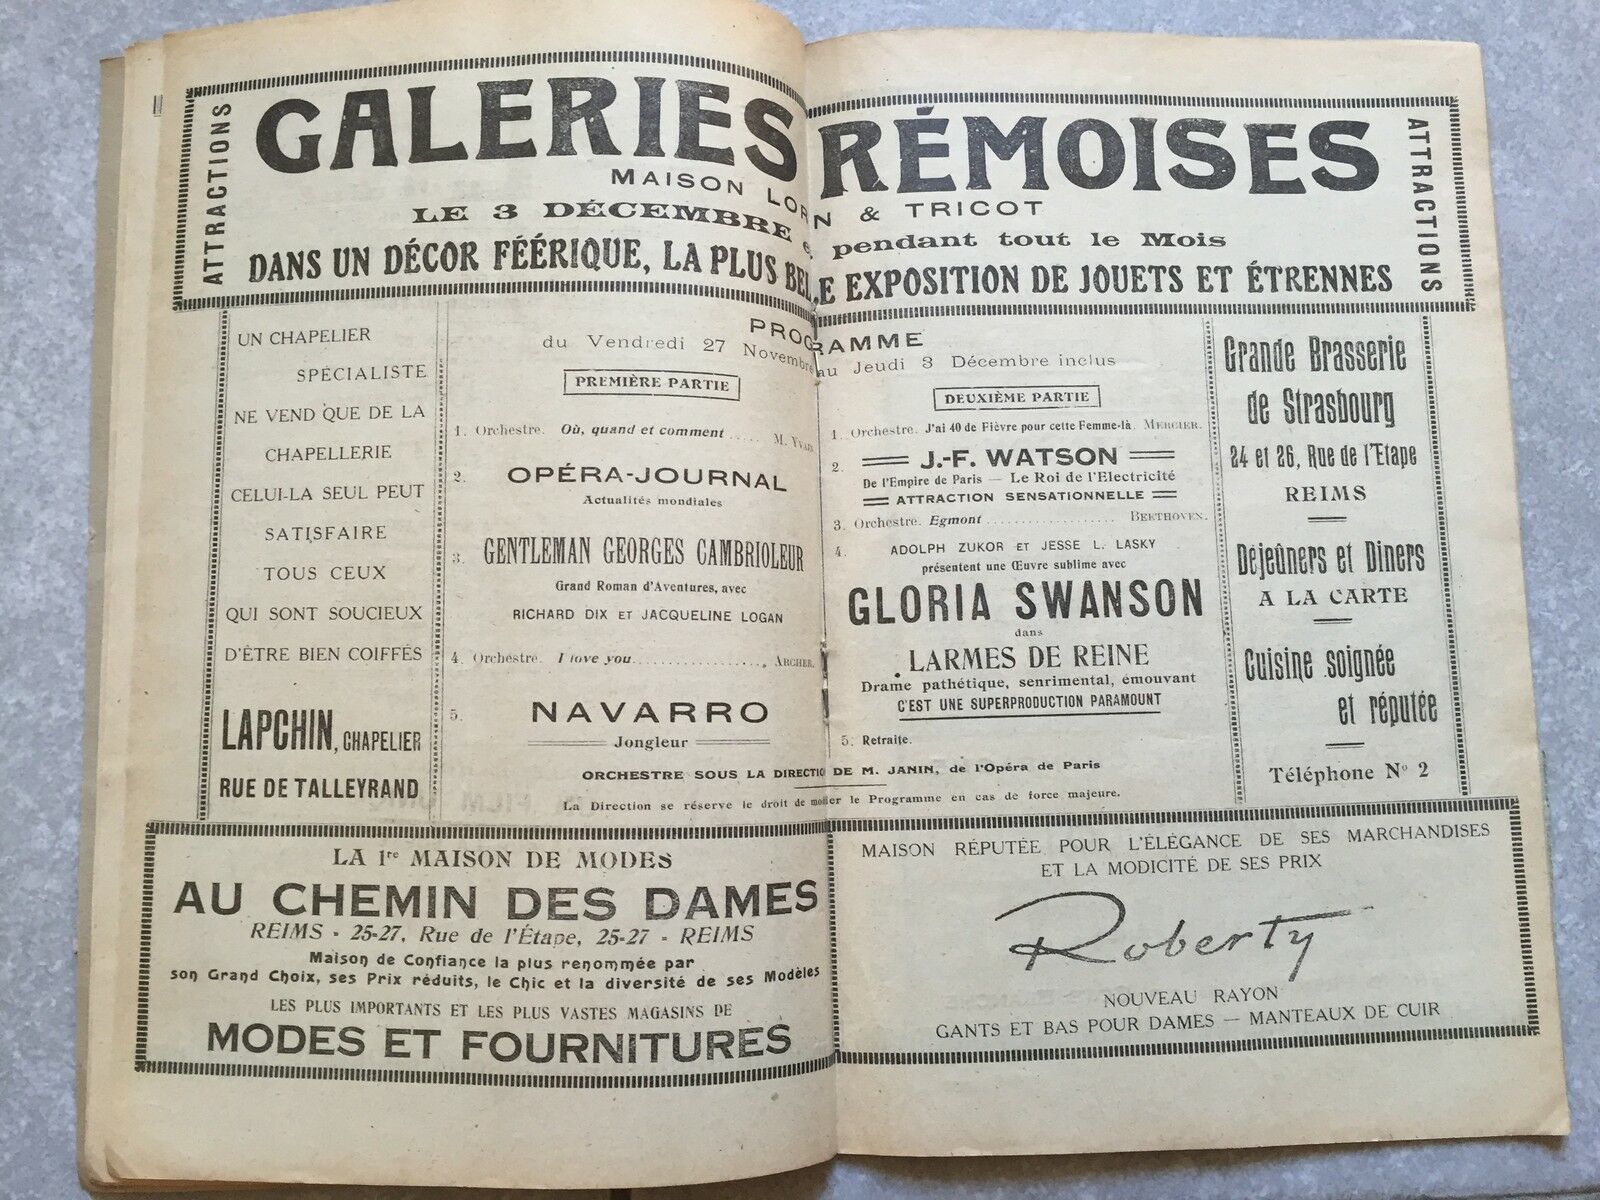 GALERIES RÉMOISES
ATTRACTIONS
ATTRACTIONS
MAISON LORIN & TRICOT
LE 3 DÉCEMBRE et pendant tout le Mois
DANS UN DÉCOR FÉÉRIQUE, LA PLUS BELLE EXPOSITION DE JOUETS ET ÉTRENNES
UN CHAPELIER
SPÉCIALISTE
NE VEND QUE DE LA
CHAPELLERIE
CELUI-LA SEUL PEUT
SATISFAIRE
TOUS CEUX
QUI SONT SOUCIEUX
D'ÊTRE BIEN COIFFÉS
LAPCHIN, CHAPELIER
RUE DE TALLEYRAND
PROGRAMME
du Vendredi 27 Novembre au Jeudi 3 Décembre inclus
PREMIÈRE PARTIE
1. Orchestre. Où, quand et comment ..... M. Yvain
2. OPÉRA-JOURNAL
Actualités mondiales
3. GENTLEMAN GEORGES CAMBRIOLEUR
Grand Roman d'Aventures, avec
RICHARD DIX ET JACQUELINE LOGAN
4. Orchestre. I love you.................... Archer.
5. NAVARRO
Jongleur
DEUXIÈME PARTIE
1. Orchestre. J'ai 40 de Fièvre pour cette Femme-là. Mercier.
2. J.-F. WATSON
De l'Empire de Paris — Le Roi de l'Electricité
ATTRACTION SENSATIONNELLE
3. Orchestre. Egmont .................... Beethoven.
4. ADOLPH ZUKOR ET JESSE L. LASKY
présentent une Œuvre sublime avec
GLORIA SWANSON
dans
LARMES DE REINE
Drame pathétique, senrimental, émouvant
C'EST UNE SUPERPRODUCTION PARAMOUNT
5. Retraite.
ORCHESTRE SOUS LA DIRECTION DE M. JANIN, de l'Opéra de Paris
La Direction se réserve le droit de modifier le Programme en cas de force majeure.
Grande Brasserie
de Strasbourg
24 et 26, Rue de l'Etape
REIMS
Déjeûners et Diners
A LA CARTE
Cuisine soignée
et réputée
Téléphone No 2
LA 1re MAISON DE MODES
AU CHEMIN DES DAMES
REIMS - 25-27, Rue de l'Étape, 25-27 - REIMS
Maison de Confiance la plus renommée par
son Grand Choix, ses Prix réduits, le Chic et la diversité de ses Modèles
LES PLUS IMPORTANTS ET LES PLUS VASTES MAGASINS DE
MODES ET FOURNITURES
MAISON RÉPUTÉE POUR L'ÉLÉGANCE DE SES MARCHANDISES
ET LA MODICITÉ DE SES PRIX
Roberty
NOUVEAU RAYON
GANTS ET BAS POUR DAMES — MANTEAUX DE CUIR